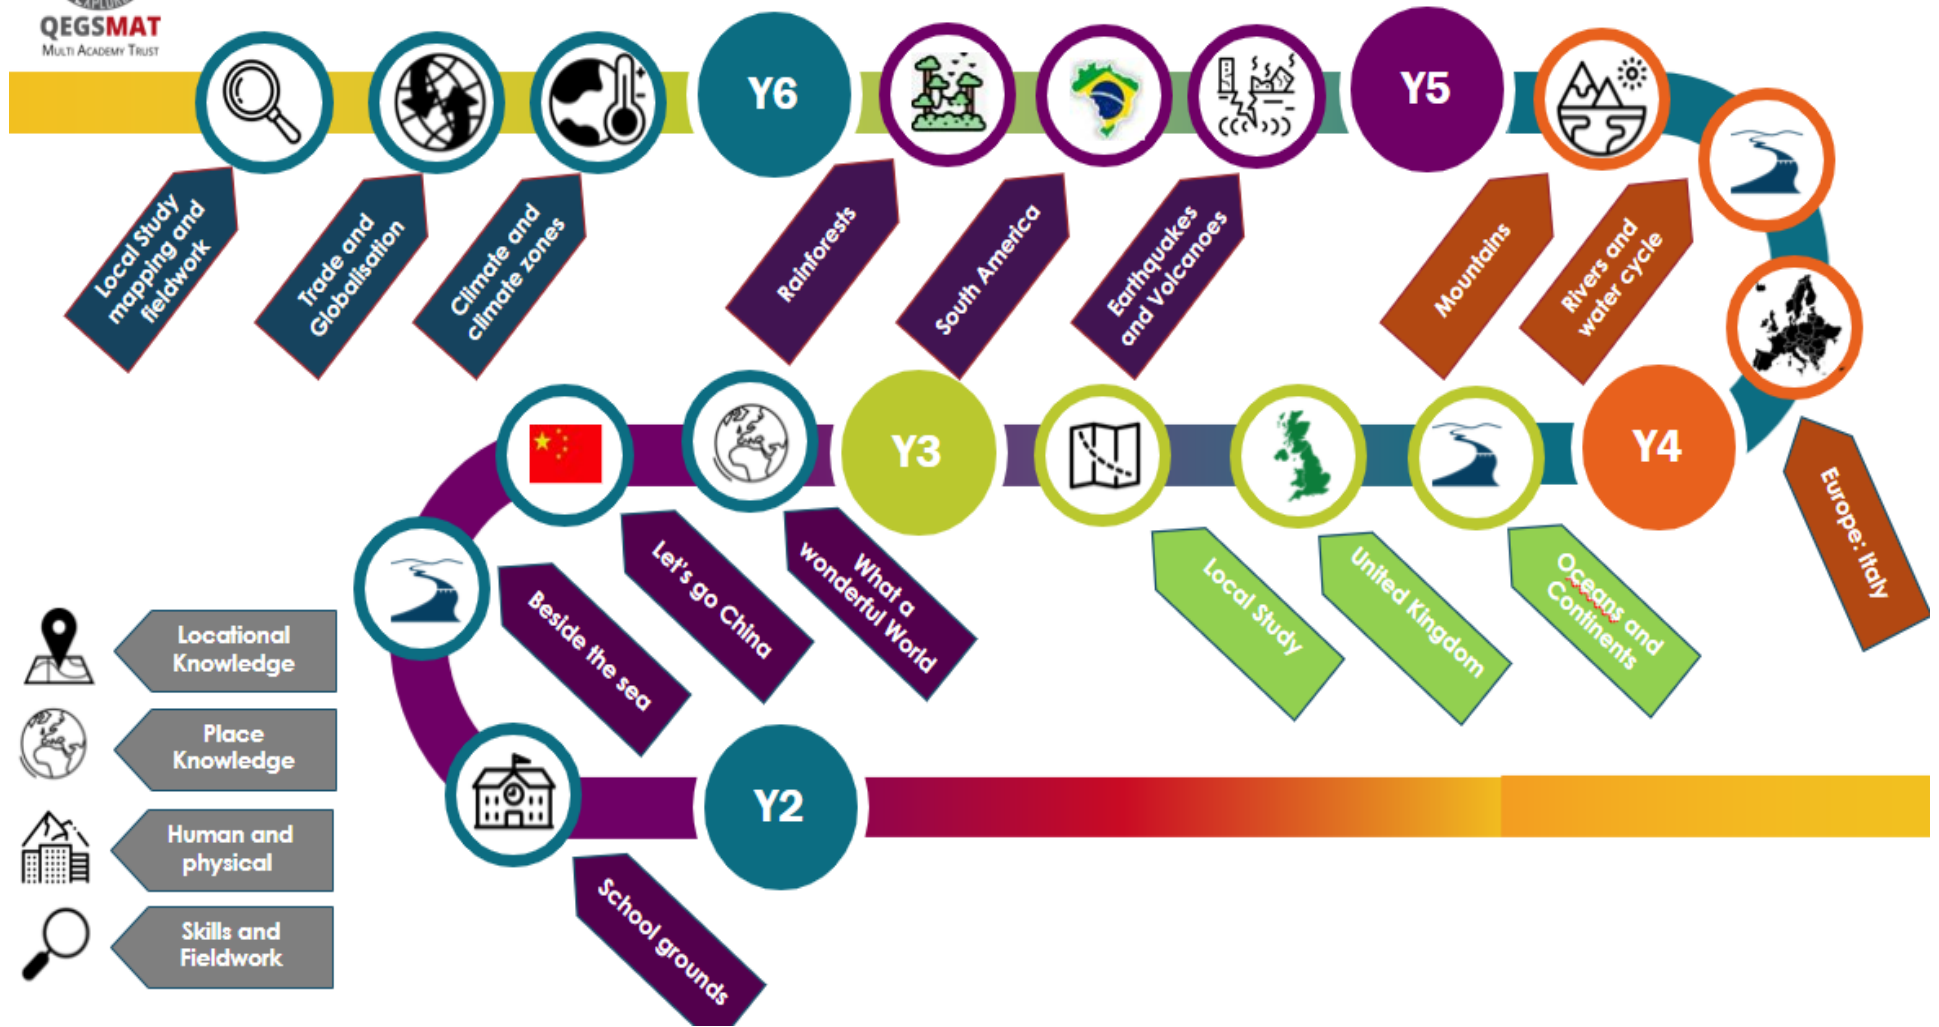 EXPLORE
QEGSMAT
MULTI ACADEMY TRUST
Y6
Y5
Local Study
mapping and
fieldwork
Trade and
Globalisation
Climate and
climate zones
Rainforests
South America
Earthquakes
and Volcanoes
Mountains
Rivers and
water cycle
Europe: Italy
Y3
Y4
Beside the sea
Let's go China
What a
wonderful World
Local Study
United Kingdom
Oceans and
Continents
Locational
Knowledge
Place
Knowledge
Human and
physical
Skills and
Fieldwork
Y2
School grounds